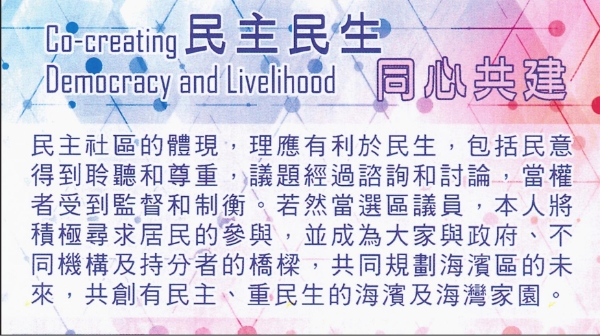 Co-creating 民主民生
Democracy and Livelihood 同心共建
民主社區的體現，理應有利於民生，包括民意
得到聆聽和尊重，議題經過諮詢和討論，當權
者受到監督和制衡。若然當選區議員，本人將
積極尋求居民的參與，並成為大家與政府、不
同機構及持分者的橋樑，共同規劃海濱區的未
來，共創有民主、重民生的海濱及海灣家園。